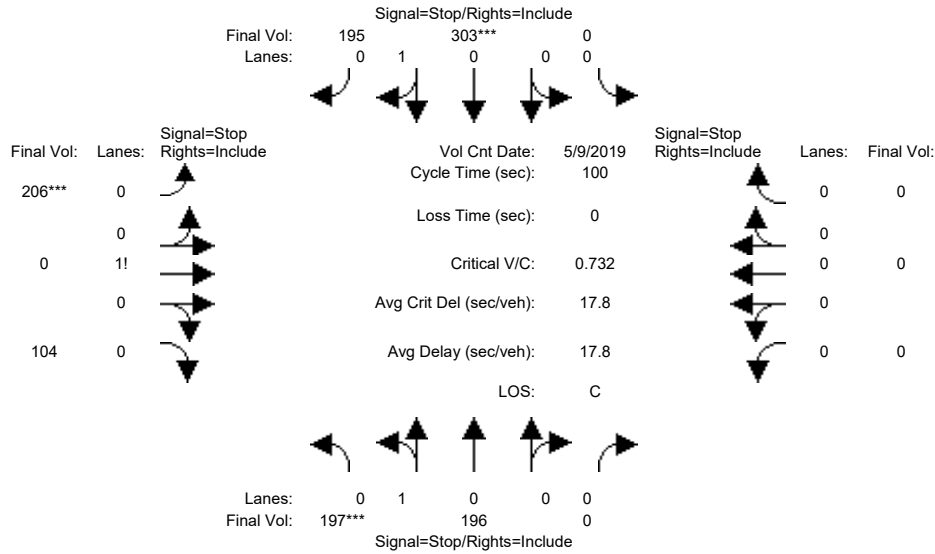 Signal=Stop/Rights=Include
Final Vol: 195 303*** 0
Lanes: 0 1 0 0 0
Signal=Stop
Final Vol: Lanes: Rights=Include
Vol Cnt Date: 5/9/2019
Signal=Stop
Rights=Include Lanes: Final Vol:
Cycle Time (sec): 100
206*** 0 0 0
Loss Time (sec): 0
0 0
0 1! Critical V/C: 0.732 0 0
0 Avg Crit Del (sec/veh): 17.8 0
104 0 Avg Delay (sec/veh): 17.8 0 0
LOS: C
Lanes: 0 1 0 0 0
Final Vol: 197*** 196 0
Signal=Stop/Rights=Include